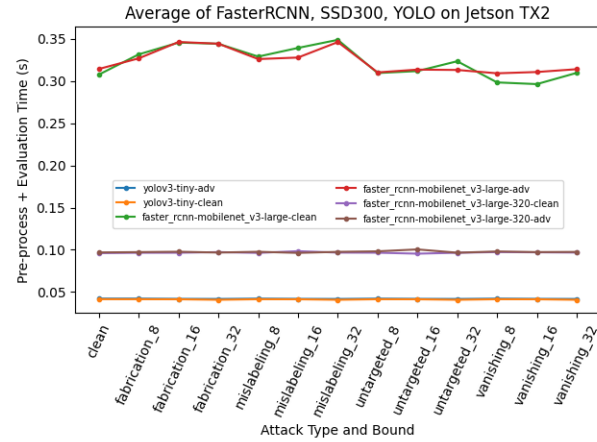 Average of FasterRCNN, SSD300, YOLO on Jetson TX2
Pre-process + Evaluation Time (s)
0.35
0.30
0.25
0.20
0.15
0.10
0.05
yolov3-tiny-adv
yolov3-tiny-clean
faster_rcnn-mobilenet_v3-large-clean
faster_rcnn-mobilenet_v3-large-adv
faster_rcnn-mobilenet_v3-large-320-clean
faster_rcnn-mobilenet_v3-large-320-adv
clean
fabrication_8
fabrication_16
fabrication_32
mislabeling_8
mislabeling_16
mislabeling_32
untargeted_8
untargeted_16
untargeted_32
vanishing_8
vanishing_16
vanishing_32
Attack Type and Bound